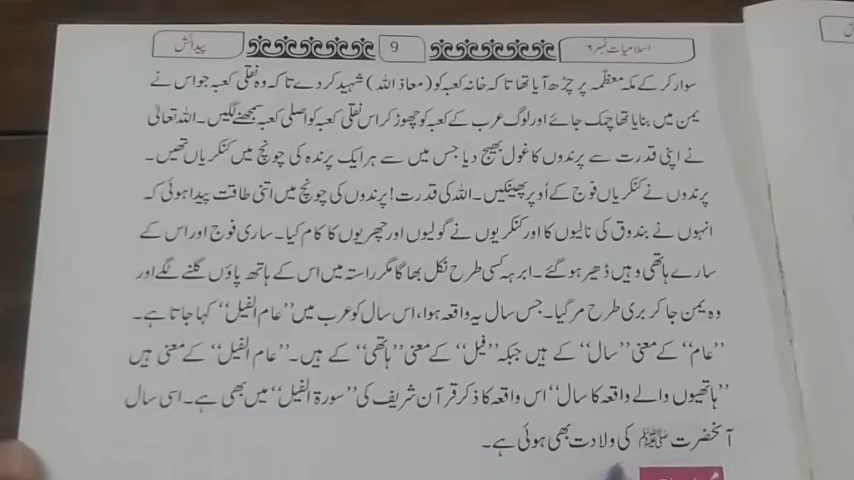 اسلامیات نمبر ۶
9
پیدائش
سوار کر کے مکہ معظّمہ پر چڑھ آیا تھا تا کہ خانہ کعبہ کو (معاذ اللہ) شہید کر دے تا کہ وہ نقلی کعبہ جو اس نے
یمن میں بنایا تھا چمک جائے اور لوگ عرب کے کعبہ کو چھوڑ کر اس نقلی کعبہ کو اصلی کعبہ سمجھنے لگیں۔ اللہ تعالیٰ
نے اپنی قدرت سے پرندوں کا غول بھیج دیا جس میں سے ہر ایک پرندہ کی چونچ میں کنکریاں تھیں۔
پرندوں نے کنکریاں فوج کے اُوپر پھینکیں۔ اللہ کی قدرت! پرندوں کی چونچ میں اتنی طاقت پیدا ہوئی کہ
انہوں نے بندوق کی نالیوں کا اور کنکریوں نے گولیوں اور چھریوں کا کام کیا۔ ساری فوج اور اس کے
سارے ہاتھی وہیں ڈھیر ہو گئے۔ ابرہہ کسی طرح نکل بھاگا مگر راستہ میں اس کے ہاتھ پاؤں گلنے لگے اور
وہ یمن جا کر بری طرح مر گیا۔ جس سال یہ واقعہ ہوا، اس سال کو عرب میں ”عام الفیل“ کہا جاتا ہے۔
”عام“ کے معنی ”سال“ کے ہیں جبکہ ”فیل“ کے معنی ”ہاتھی“ کے ہیں۔ ”عام الفیل“ کے معنی ہیں
”ہاتھیوں والے واقعہ کا سال“ اس واقعہ کا ذکر قرآن شریف کی ”سورۃ الفیل“ میں بھی ہے۔ اسی سال
آنحضرت ﷺ کی ولادت بھی ہوئی ہے۔